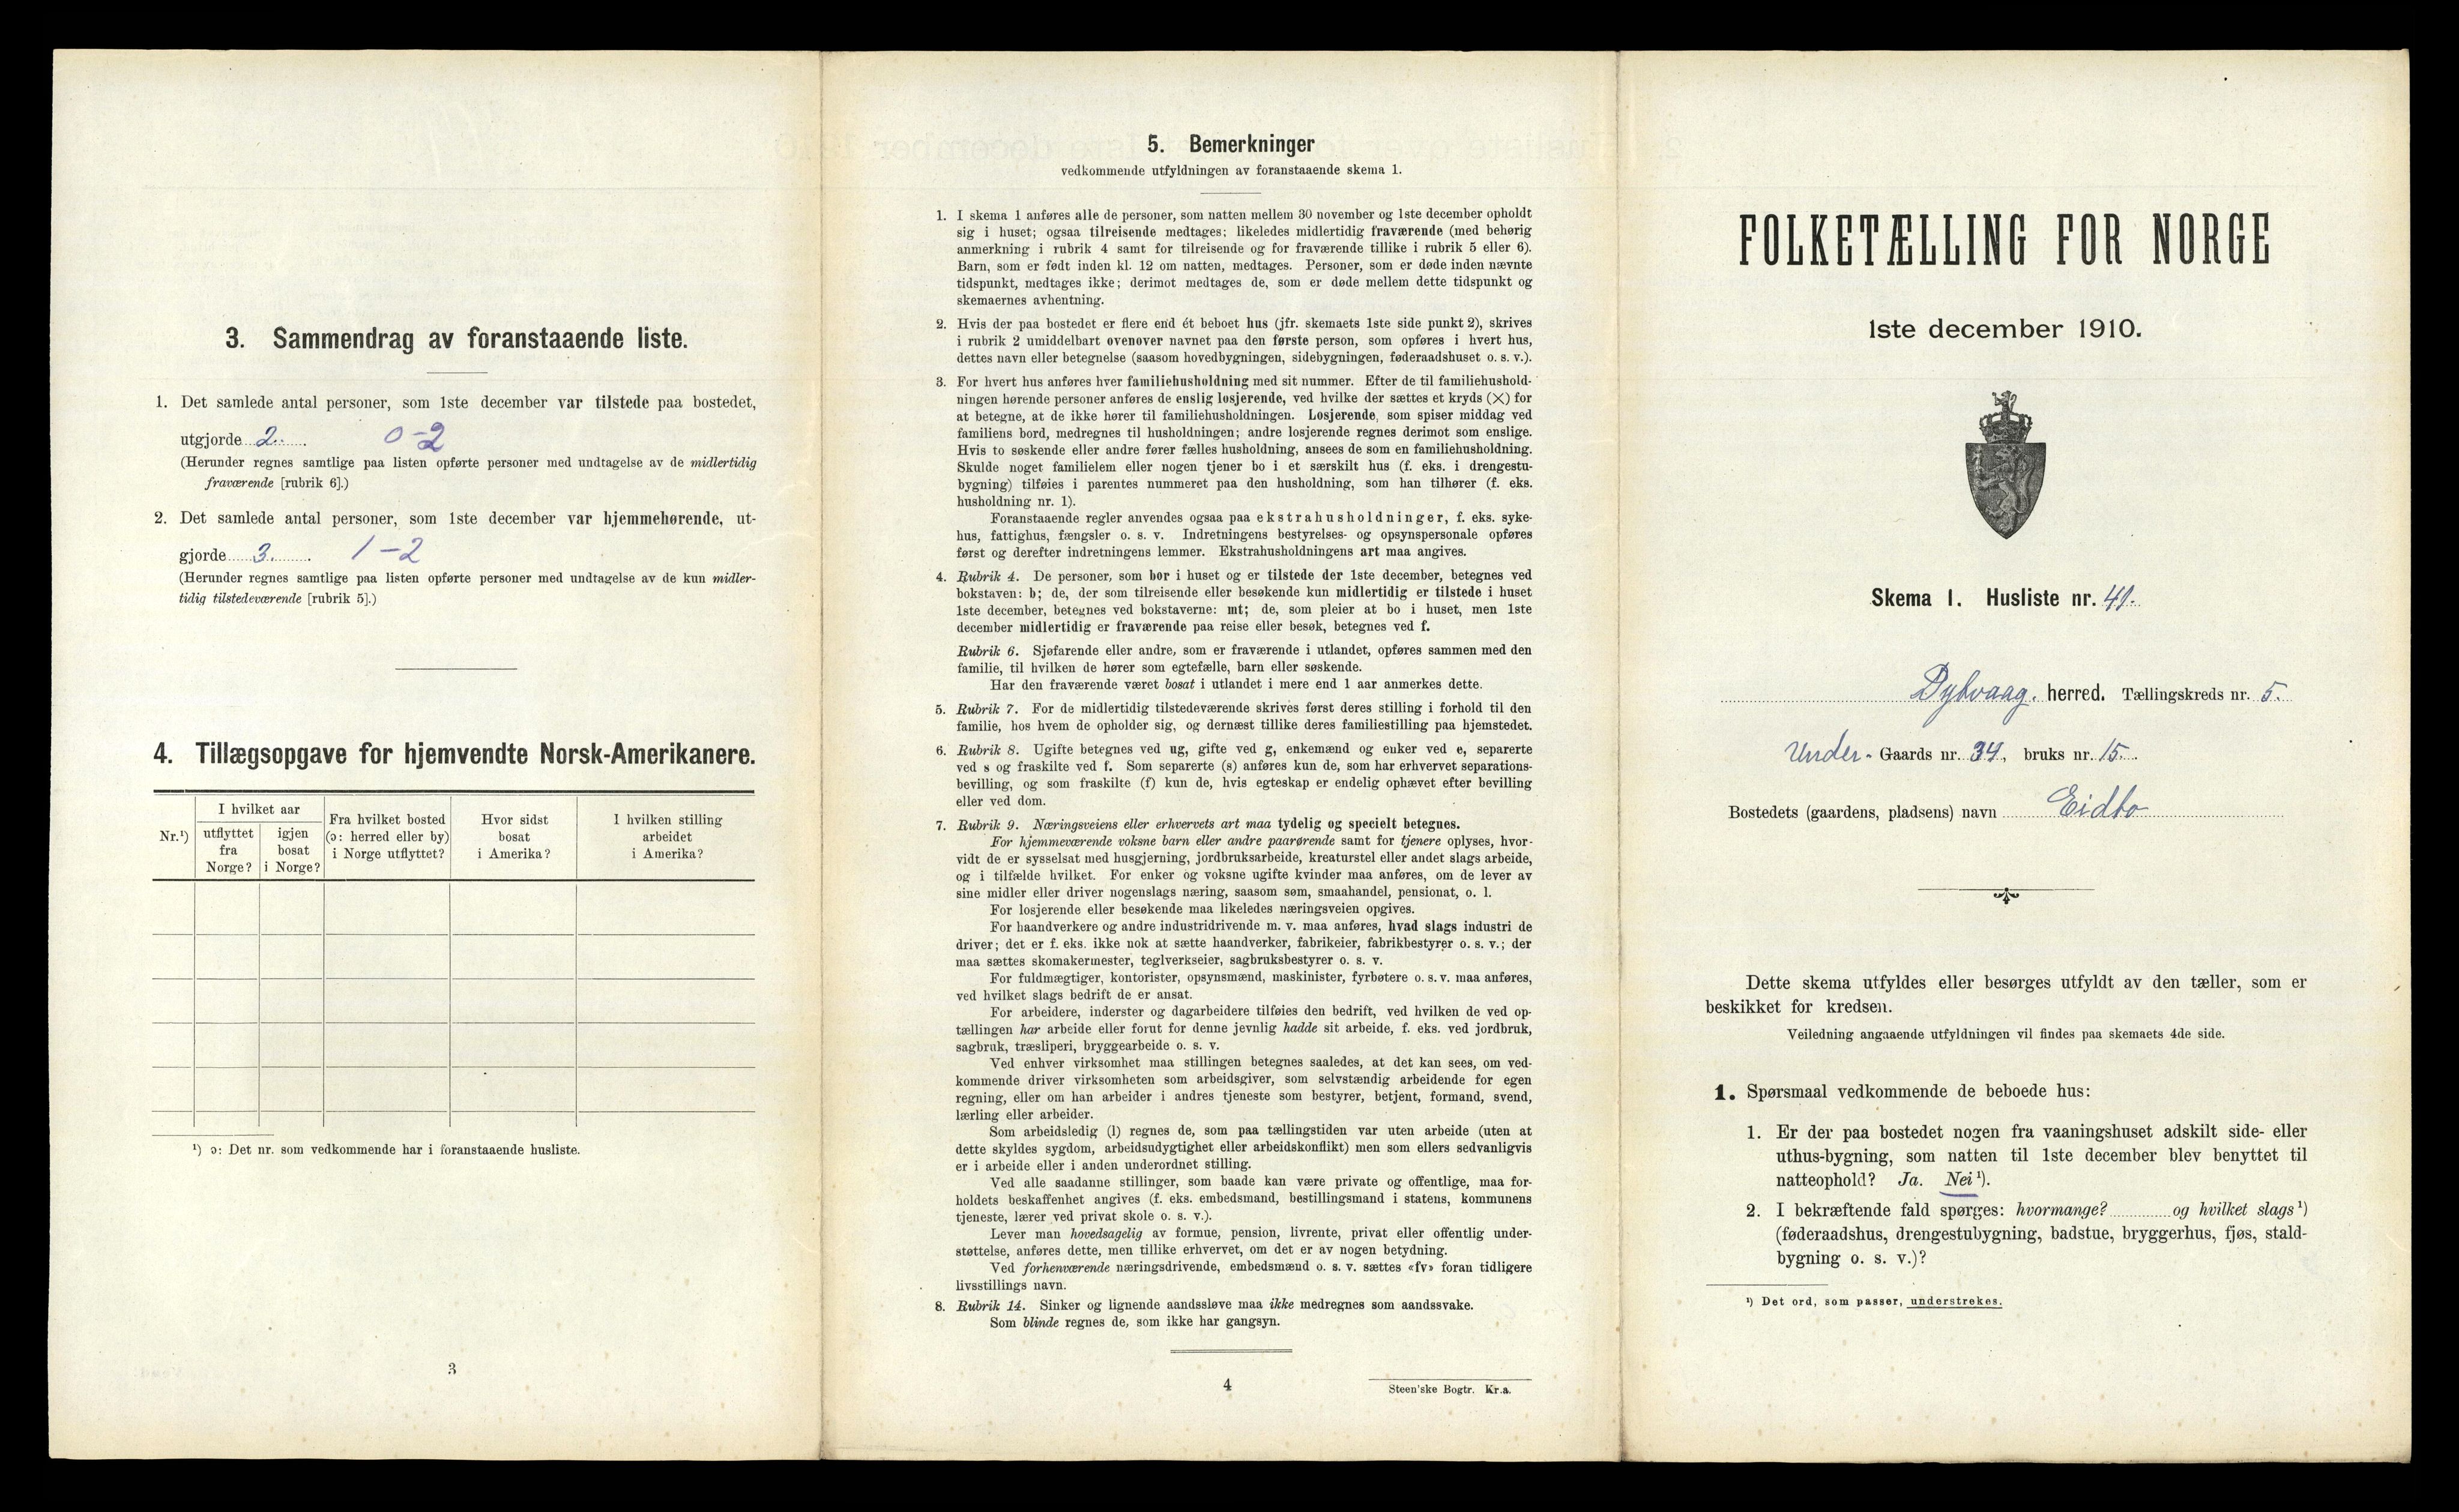 3. Sammendrag av foranstaaende liste.
1. Det samlede antal personer, som 1ste december var tilstede paa bostedet,
utgjorde 2. 0-2
(Herunder regnes samtlige paa listen opførte personer med undtagelse av de midlertidig
fraværende [rubrik 6].)
2. Det samlede antal personer, som 1ste december var hjemmehørende, ut-
gjorde 3. 1-2
(Herunder regnes samtlige paa listen opførte personer med undtagelse av de kun midler-
tidig tilstedeværende [rubrik 5].)
4. Tillægsopgave for hjemvendte Norsk-Amerikanere.
Nr.¹)
I hvilket aar
utflyttet
fra
Norge?
igjen
bosat
i Norge?
Fra hvilket bosted
(ɔ: herred eller by)
i Norge utflyttet?
Hvor sidst
bosat
i Amerika?
I hvilken stilling
arbeidet
i Amerika?
¹) ɔ: Det nr. som vedkommende har i foranstaaende husliste.
3
5. Bemerkninger
vedkommende utfyldningen av foranstaaende skema 1.
1. I skema 1 anføres alle de personer, som natten mellem 30 november og 1ste december opholdt
sig i huset; ogsaa tilreisende medtages; likeledes midlertidig fraværende (med behørig
anmerkning i rubrik 4 samt for tilreisende og for fraværende tillike i rubrik 5 eller 6).
Barn, som er født inden kl. 12 om natten, medtages. Personer, som er døde inden nævnte
tidspunkt, medtages ikke; derimot medtages de, som er døde mellem dette tidspunkt og
skemaernes avhentning.
2. Hvis der paa bostedet er flere end ét beboet hus (jfr. skemaets 1ste side punkt 2), skrives
i rubrik 2 umiddelbart ovenover navnet paa den første person, som opføres i hvert hus,
dettes navn eller betegnelse (saasom hovedbygningen, sidebygningen, føderaadshuset o. s. v.).
3. For hvert hus anføres hver familiehusholdning med sit nummer. Efter de til familiehushold-
ningen hørende personer anføres de enslig losjerende, ved hvilke der sættes et kryds (×) for
at betegne, at de ikke hører til familiehusholdningen. Losjerende, som spiser middag ved
familiens bord, medregnes til husholdningen; andre losjerende regnes derimot som enslige.
Hvis to søskende eller andre fører fælles husholdning, ansees de som en familiehusholdning.
Skulde noget familielem eller nogen tjener bo i et særskilt hus (f. eks. i drengestu-
bygning) tilføies i parentes nummeret paa den husholdning, som han tilhører (f. eks.
husholdning nr. 1).
Foranstaaende regler anvendes ogsaa paa ekstrahusholdninger, f. eks. syke-
hus, fattighus, fængsler o. s. v. Indretningens bestyrelses- og opsynspersonale opføres
først og derefter indretningens lemmer. Ekstrahusholdningens art maa angives.
4. Rubrik 4. De personer, som bor i huset og er tilstede der 1ste december, betegnes ved
bokstaven: b; de, der som tilreisende eller besøkende kun midlertidig er tilstede i huset
1ste december, betegnes ved bokstaverne: mt; de, som pleier at bo i huset, men 1ste
december midlertidig er fraværende paa reise eller besøk, betegnes ved f.
Rubrik 6. Sjøfarende eller andre, som er fraværende i utlandet, opføres sammen med den
familie, til hvilken de hører som egtefælle, barn eller søskende.
Har den fraværende været bosat i utlandet i mere end 1 aar anmerkes dette.
5. Rubrik 7. For de midlertidig tilstedeværende skrives først deres stilling i forhold til den
familie, hos hvem de opholder sig, og dernæst tillike deres familiestilling paa hjemstedet.
6. Rubrik 8. Ugifte betegnes ved ug, gifte ved g, enkemænd og enker ved e, separerte
ved s og fraskilte ved f. Som separerte (s) anføres kun de, som har erhvervet separations-
bevilling, og som fraskilte (f) kun de, hvis egteskap er endelig ophævet efter bevilling
eller ved dom.
7. Rubrik 9. Næringsveiens eller erhvervets art maa tydelig og specielt betegnes.
For hjemmeværende voksne barn eller andre paarørende samt for tjenere oplyses, hvor-
vidt de er sysselsat med husgjerning, jordbruksarbeide, kreaturstel eller andet slags arbeide,
og i tilfælde hvilket. For enker og voksne ugifte kvinder maa anføres, om de lever av
sine midler eller driver nogenslags næring, saasom søm, smaahandel, pensionat, o. l.
For losjerende eller besøkende maa likeledes næringsveien opgives.
For haandverkere og andre industridrivende m. v. maa anføres, hvad slags industri de
driver; det er f. eks. ikke nok at sætte haandverker, fabrikeier, fabrikbestyrer o. s. v.; der
maa sættes skomakermester, teglverkseier, sagbruksbestyrer o. s. v.
For fuldmægtiger, kontorister, opsynsmænd, maskinister, fyrbøtere o. s. v. maa anføres,
ved hvilket slags bedrift de er ansat.
For arbeidere, inderster og dagarbeidere tilføies den bedrift, ved hvilken de ved op-
tællingen har arbeide eller forut for denne jevnlig hadde sit arbeide, f. eks. ved jordbruk,
sagbruk, træsliperi, bryggearbeide o. s. v.
Ved enhver virksomhet maa stillingen betegnes saaledes, at det kan sees, om ved-
kommende driver virksomheten som arbeidsgiver, som selvstændig arbeidende for egen
regning, eller om han arbeider i andres tjeneste som bestyrer, betjent, formand, svend,
lærling eller arbeider.
Som arbeidsledig (l) regnes de, som paa tællingstiden var uten arbeide (uten at
dette skyldes sygdom, arbeidsudygtighet eller arbeidskonflikt) men som ellers sedvanligvis
er i arbeide eller i anden underordnet stilling.
Ved alle saadanne stillinger, som baade kan være private og offentlige, maa for-
holdets beskaffenhet angives (f. eks. embedsmand, bestillingsmand i statens, kommunens
tjeneste, lærer ved privat skole o. s. v.).
Lever man hovedsagelig av formue, pension, livrente, privat eller offentlig under-
støttelse, anføres dette, men tillike erhvervet, om det er av nogen betydning.
Ved forhenværende næringsdrivende, embedsmænd o. s. v. sættes «fv» foran tidligere
livsstillings navn.
8. Rubrik 14. Sinker og lignende aandssløve maa ikke medregnes som aandssvake.
Som blinde regnes de, som ikke har gangsyn.
4
Steen'ske Bogtr. Kr.a.
FOLKETÆLLING FOR NORGE
1ste december 1910.
Skema 1. Husliste nr. 41.
Dybvaag. herred. Tællingskreds nr. 5.
Under- Gaards nr. 34, bruks nr. 15.
Bostedets (gaardens, pladsens) navn Eidbo
Dette skema utfyldes eller besørges utfyldt av den tæller, som er
beskikket for kredsen.
Veiledning angaaende utfyldningen vil findes paa skemaets 4de side.
1. Spørsmaal vedkommende de beboede hus:
1. Er der paa bostedet nogen fra vaaningshuset adskilt side- eller
uthus-bygning, som natten til 1ste december blev benyttet til
natteophold? Ja. Nei¹).
2. I bekræftende fald spørges: hvormange? og hvilket slags¹)
(føderaadshus, drengestubygning, badstue, bryggerhus, fjøs, stald-
bygning o. s. v.)?
¹) Det ord, som passer, understrekes.